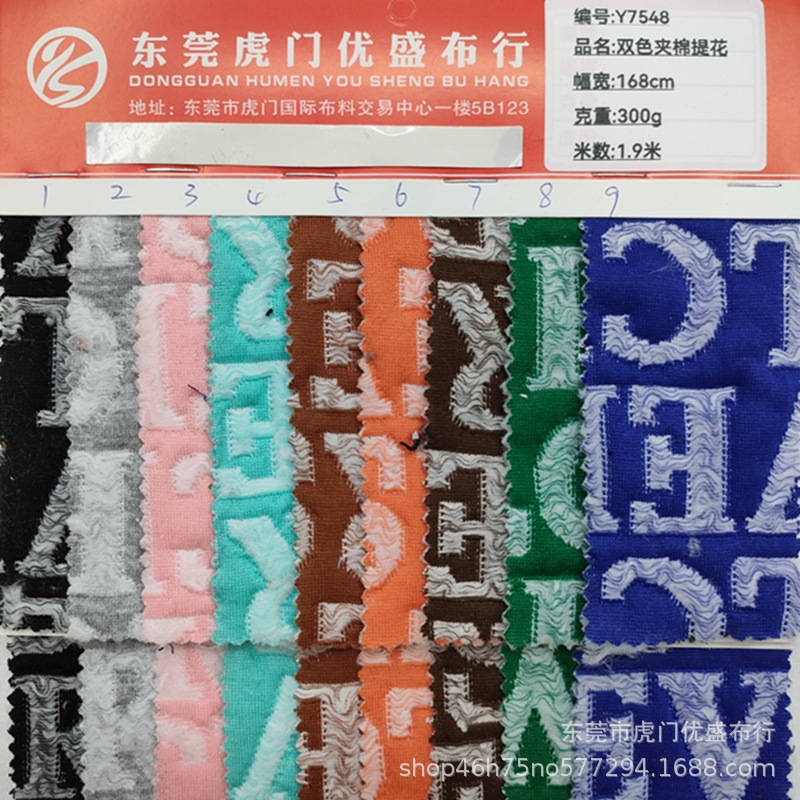 东莞虎门优盛布行
DONGGUAN HUMEN YOU SHENG BU HANG
地址：东莞市虎门国际布料交易中心一楼5B123
编号:Y7548
品名:双色夹棉提花
幅宽:168cm
克重:300g
米数:1.9米
1 2 3 4 5 6 7 8 9
东莞市虎门优盛布行
shop46h75no577294.1688.com